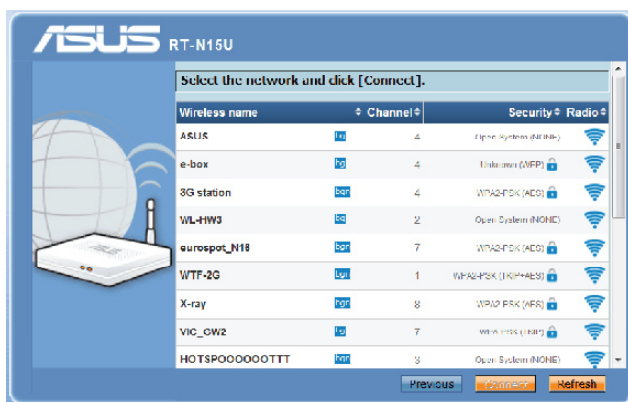 ASUS RT-N15U
Select the network and click [Connect].
Wireless name Channel Security Radio
ASUS bg 4 Open System (NONE)
e-box bg 4 Unknown (WEP)
3G station bgn 4 WPA2-PSK (AES)
WL-HW3 bg 2 Open System (NONE)
eurospot_N16 bgn 7 WPA2-PSK (AES)
WTF-2G bgn 1 WPA2-PSK (TKIP+AES)
X-ray bgn 8 WPA2-PSK (AES)
VIC_GW2 7 WPA-PSK (TKIP)
HOTSPOOOOOOTTT bgn 3 Open System (NONE)
Previous Connect Refresh